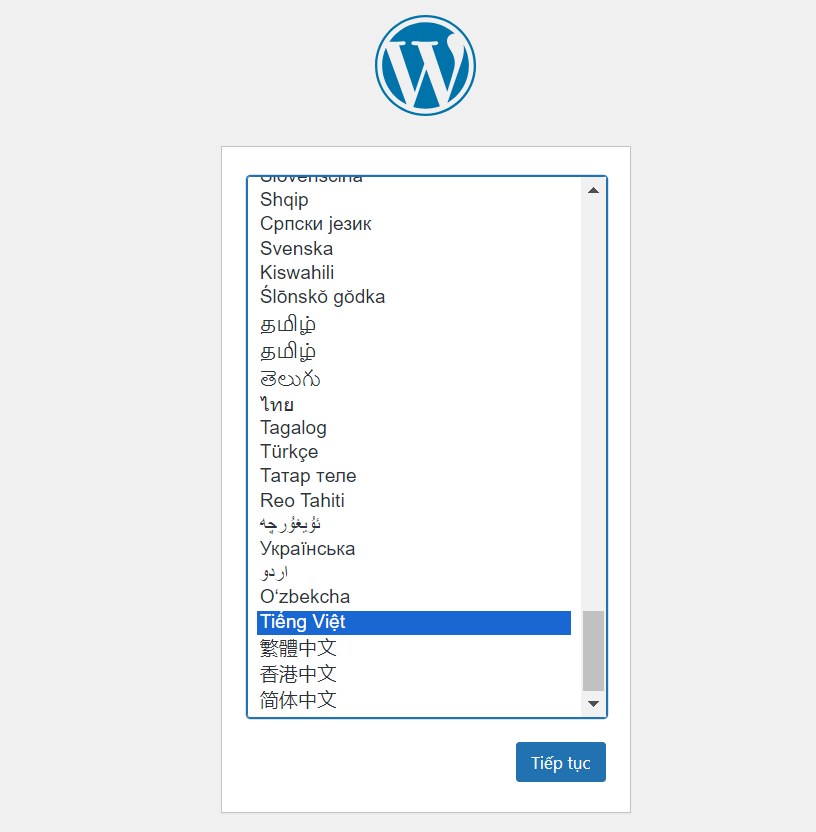 Slovenščina
Shqip
Српски језик
Svenska
Kiswahili
Ślōnskŏ gŏdka
தமிழ்
தமிழ்
తెలుగు
ไทย
Tagalog
Türkçe
Татар теле
Reo Tahiti
ئۇيغۇرچە
Українська
اردو
O‘zbekcha
Tiếng Việt
繁體中文
香港中文
简体中文
Tiếp tục